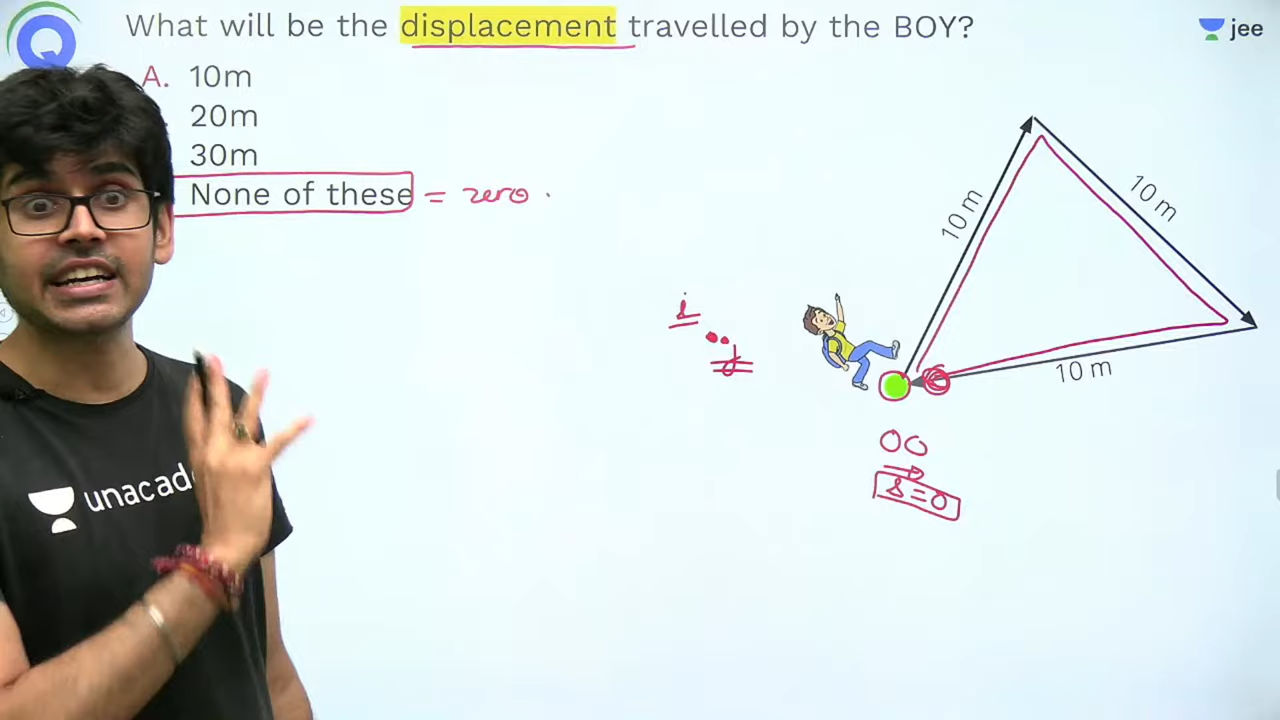 What will be the displacement travelled by the BOY?
jee
A. 10m
20m
30m
None of these = zero.
10 m
10 m
i
j
10 m
s = 0
unacad